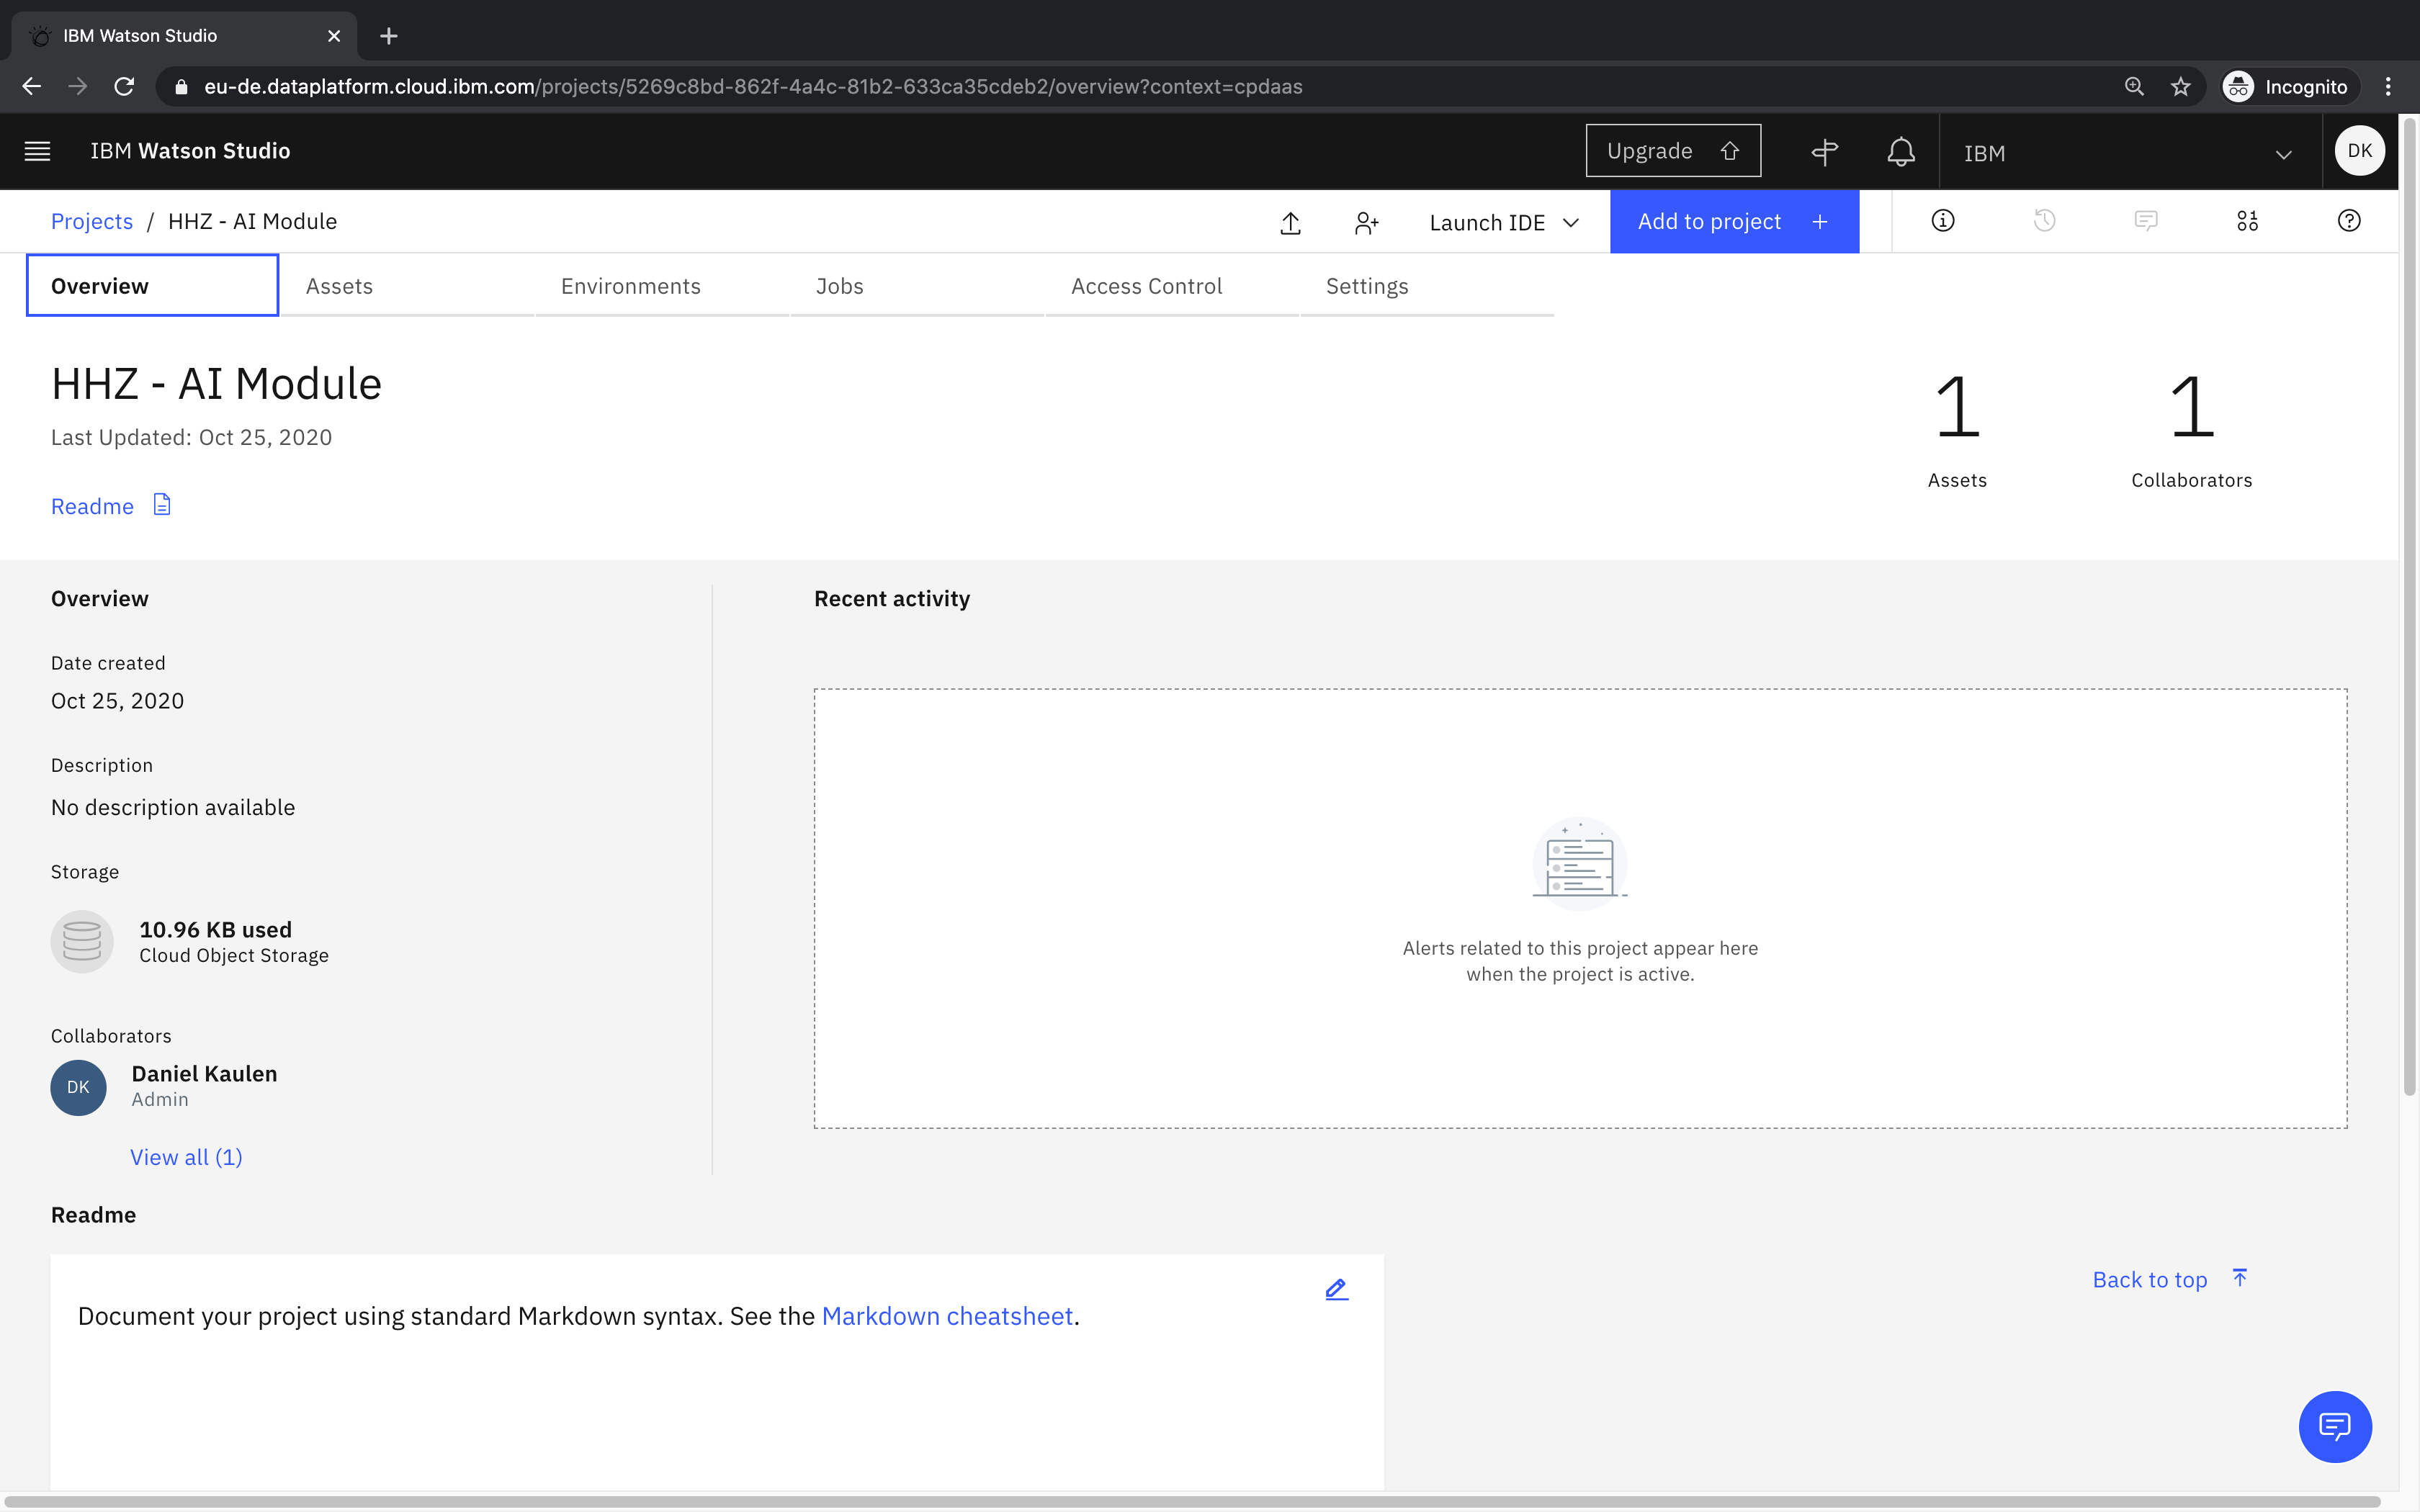 IBM Watson Studio
eu-de.dataplatform.cloud.ibm.com/projects/5269c8bd-862f-4a4c-81b2-633ca35cdeb2/overview?context=cpdaas
Incognito
IBM Watson Studio
Upgrade
IBM
DK
Projects / HHZ - AI Module
Launch IDE
Add to project +
Overview
Assets
Environments
Jobs
Access Control
Settings
HHZ - AI Module
Last Updated: Oct 25, 2020
Readme
1
Assets
1
Collaborators
Overview
Date created
Oct 25, 2020
Description
No description available
Storage
10.96 KB used
Cloud Object Storage
Collaborators
DK
Daniel Kaulen
Admin
View all (1)
Recent activity
Alerts related to this project appear here
when the project is active.
Readme
Document your project using standard Markdown syntax. See the Markdown cheatsheet.
Back to top